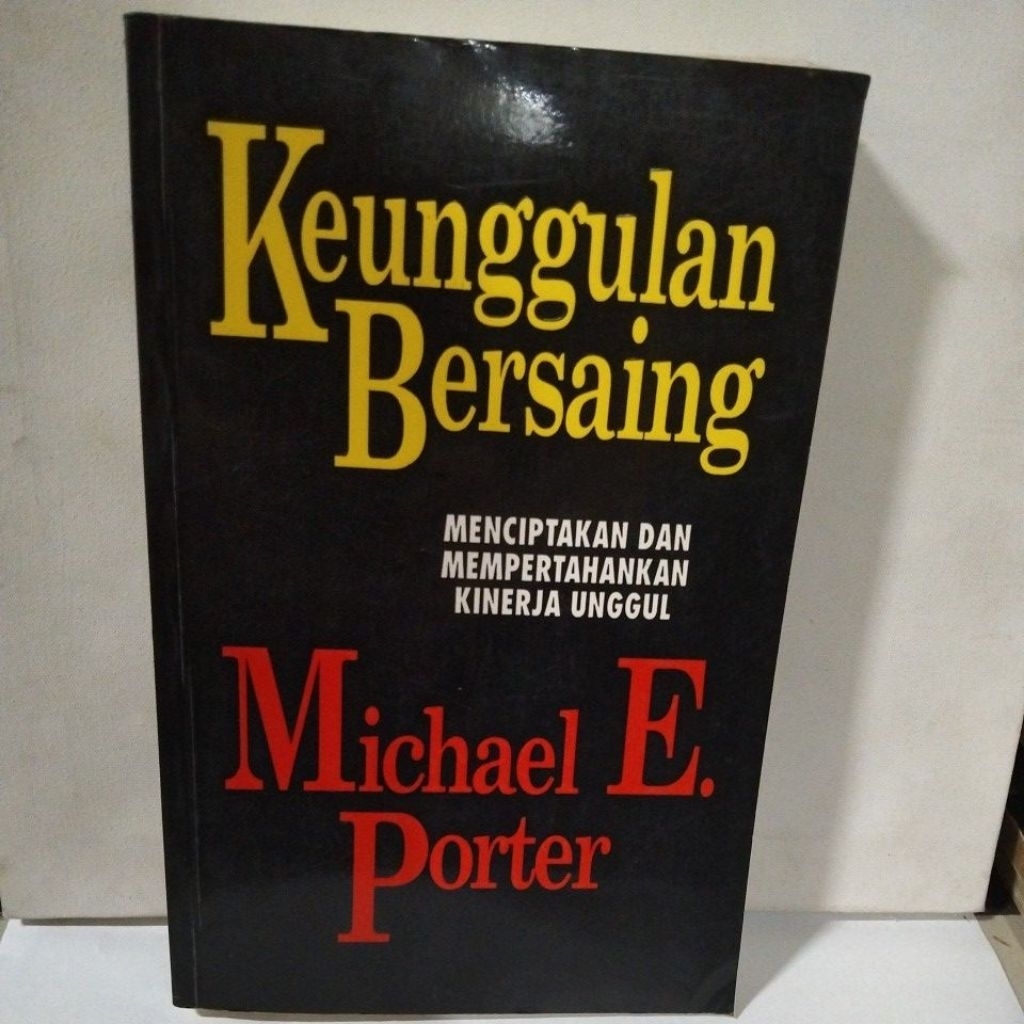 Keunggulan
Bersaing
MENCIPTAKAN DAN
MEMPERTAHANKAN
KINERJA UNGGUL
Michael E.
Porter